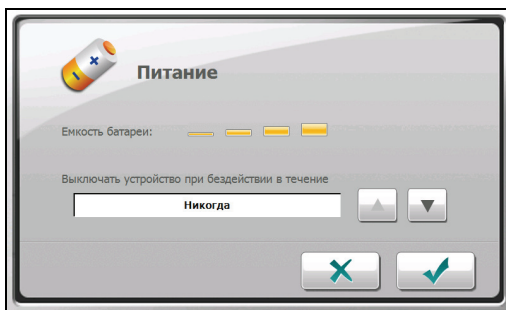 Питание
Емкость батареи:
Выключать устройство при бездействии в течение
Никогда